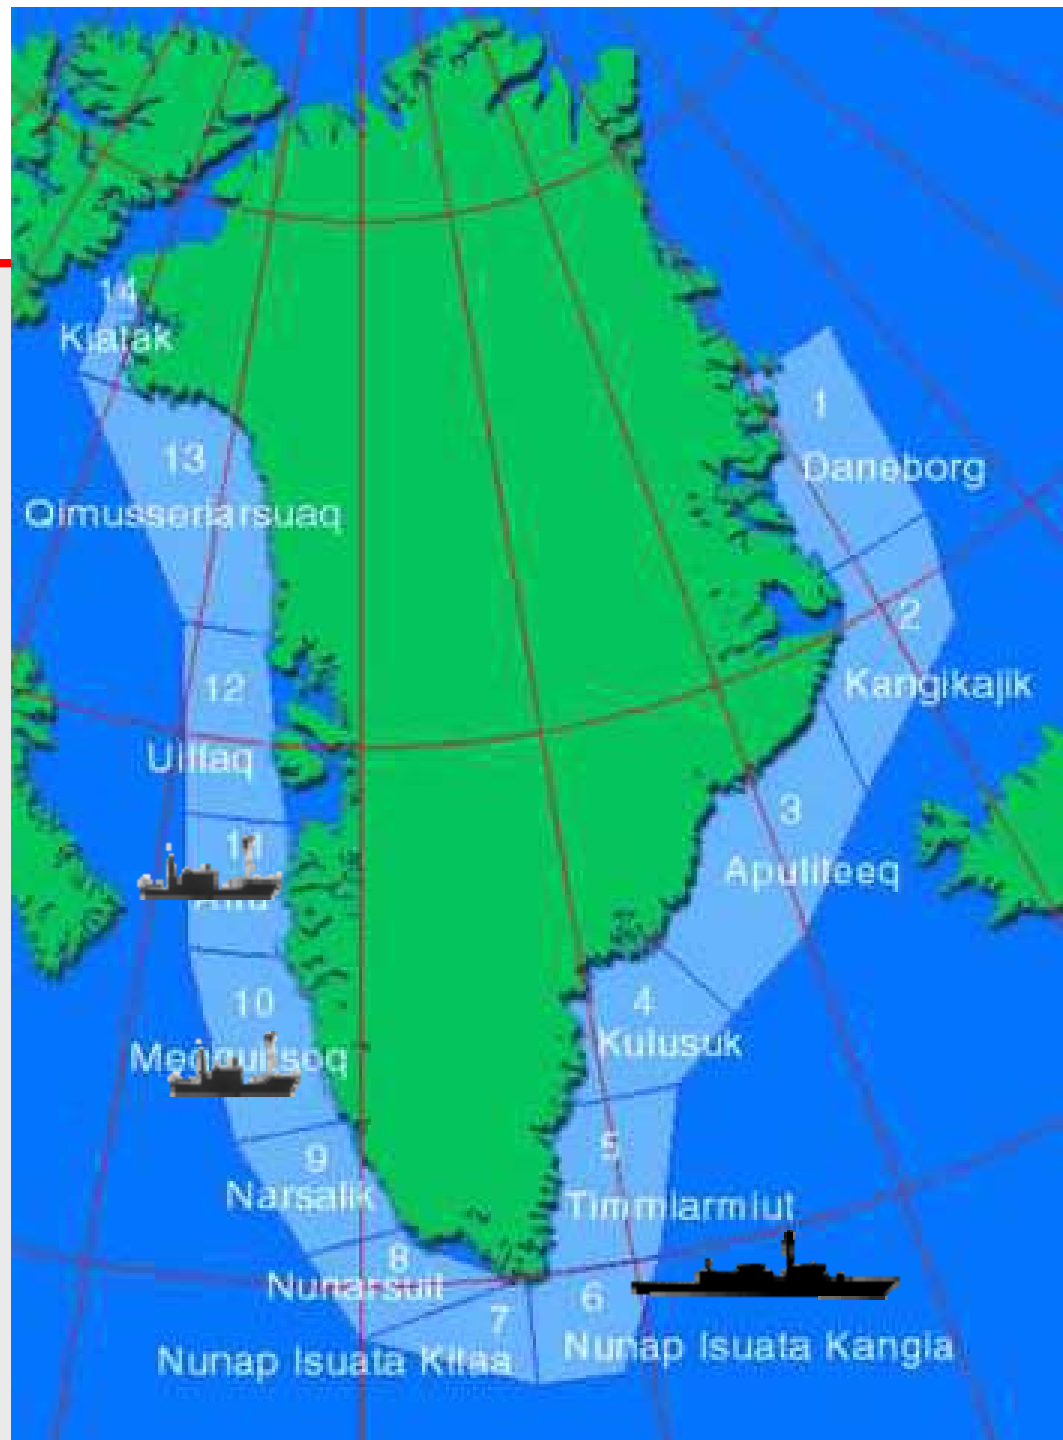 14
Kiatak
1
13
Daneborg
Qimusseriarsuaq
2
12
Kangikajik
Uiffaq
3
11
Aputiteeq
10
4
Kulusuk
5
9
Narsalik
Timmiarmiut
8
Nunarsuit
6
7
Nunap Isuata Kangia
Nunap Isuata Kitaa